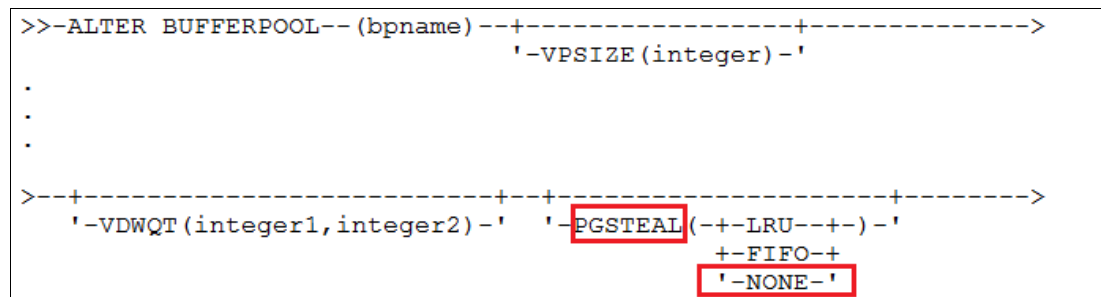 >>-ALTER BUFFERPOOL--(bpname)--+-----------------+-------------->
                               '-VPSIZE(integer)-'
.
.
.
>--+---------------------------+--+---------------------+-------->
   '-VDWQT(integer1,integer2)-'  '-PGSTEAL(-+-LRU--+-)-'
                                            +-FIFO-+
                                            '-NONE-'